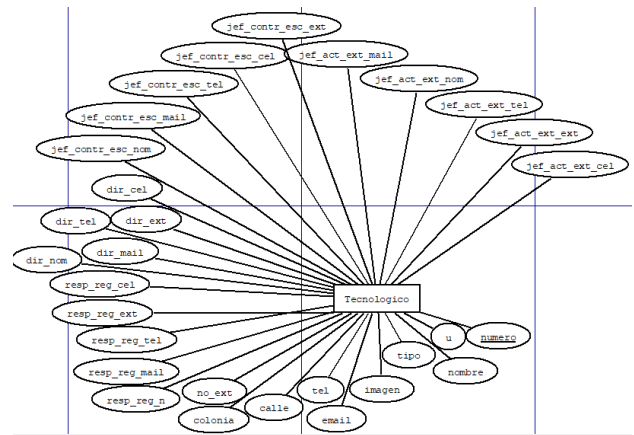 jef_contr_esc_ext
jef_contr_esc_cel
jef_act_ext_mail
jef_contr_esc_tel
jef_act_ext_nom
jef_contr_esc_mail
jef_act_ext_tel
jef_contr_esc_nom
jef_act_ext_ext
jef_act_ext_cel
dir_cel
dir_tel
dir_ext
dir_nom
dir_mail
resp_reg_cel
Tecnologico
resp_reg_ext
resp_reg_tel
u
numero
tipo
resp_reg_mail
nombre
resp_reg_n
no_ext
tel
imagen
colonia
calle
email